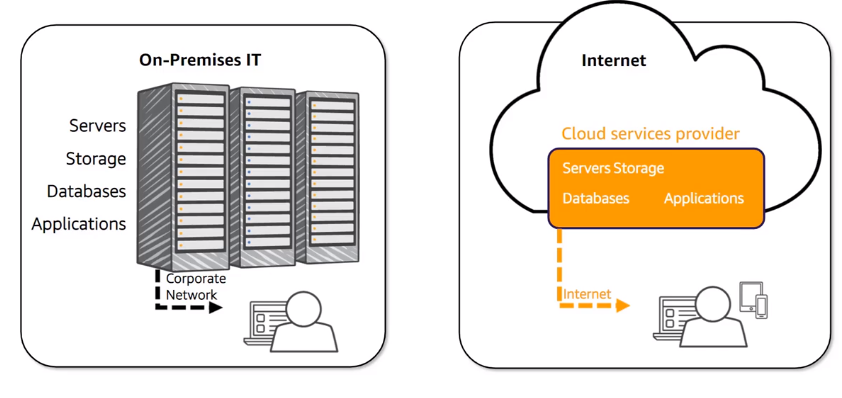 On-Premises IT
Servers
Storage
Databases
Applications
Corporate
Network
Internet
Cloud services provider
Servers Storage
Databases Applications
Internet